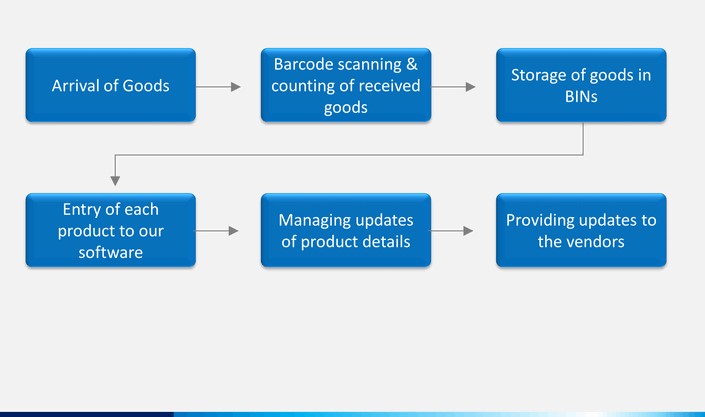 Arrival of Goods
Barcode scanning &
counting of received
goods
Storage of goods in
BINs
Entry of each
product to our
software
Managing updates
of product details
Providing updates to
the vendors